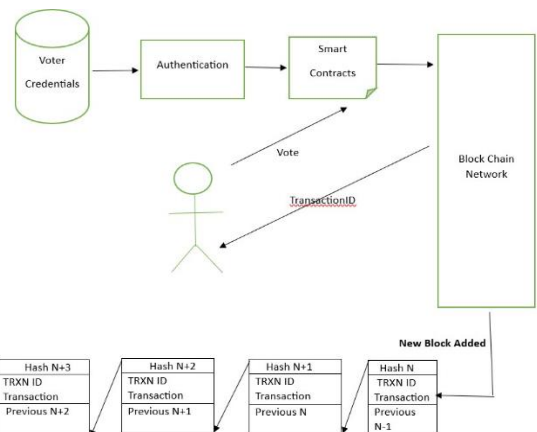 Voter
Credentials
Authentication
Smart
Contracts
Block Chain
Network
Vote
TransactionID
New Block Added
Hash N+3
TRXN ID
Transaction
Previous N+2
Hash N+2
TRXN ID
Transaction
Previous N+1
Hash N+1
TRXN ID
Transaction
Previous N
Hash N
TRXN ID
Transaction
Previous
N-1